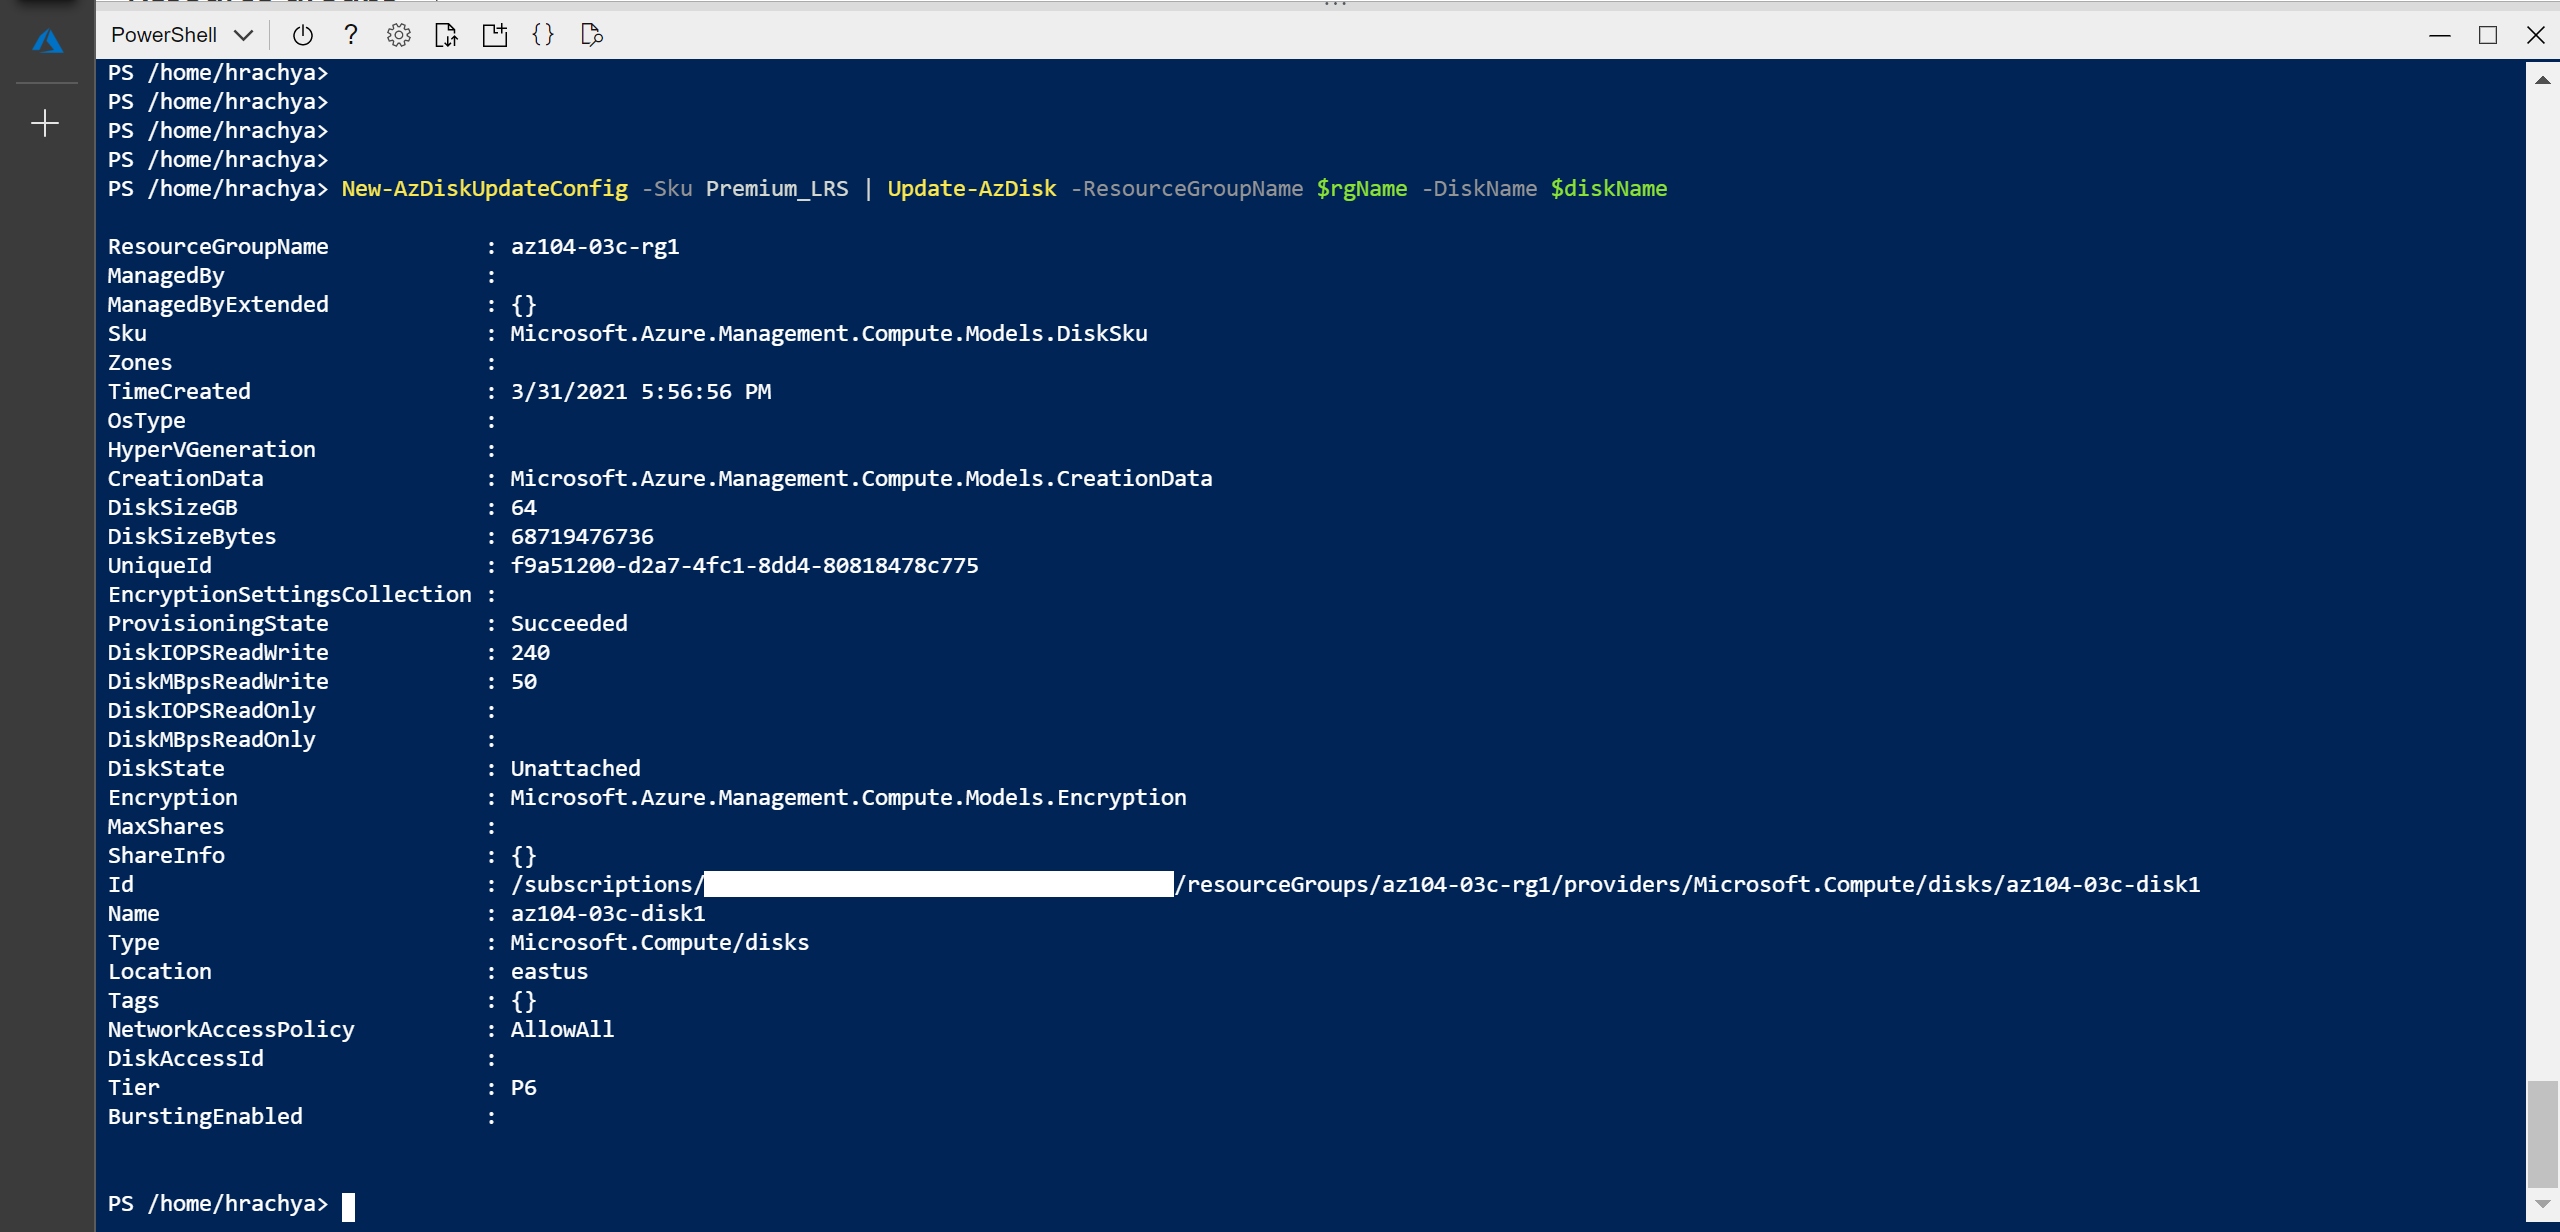 PowerShell
PS /home/hrachya>
PS /home/hrachya>
PS /home/hrachya>
PS /home/hrachya>
PS /home/hrachya> New-AzDiskUpdateConfig -Sku Premium_LRS | Update-AzDisk -ResourceGroupName $rgName -DiskName $diskName
ResourceGroupName : az104-03c-rg1
ManagedBy :
ManagedByExtended : {}
Sku : Microsoft.Azure.Management.Compute.Models.DiskSku
Zones :
TimeCreated : 3/31/2021 5:56:56 PM
OsType :
HyperVGeneration :
CreationData : Microsoft.Azure.Management.Compute.Models.CreationData
DiskSizeGB : 64
DiskSizeBytes : 68719476736
UniqueId : f9a51200-d2a7-4fc1-8dd4-80818478c775
EncryptionSettingsCollection :
ProvisioningState : Succeeded
DiskIOPSReadWrite : 240
DiskMBpsReadWrite : 50
DiskIOPSReadOnly :
DiskMBpsReadOnly :
DiskState : Unattached
Encryption : Microsoft.Azure.Management.Compute.Models.Encryption
MaxShares :
ShareInfo : {}
Id : /subscriptions/ /resourceGroups/az104-03c-rg1/providers/Microsoft.Compute/disks/az104-03c-disk1
Name : az104-03c-disk1
Type : Microsoft.Compute/disks
Location : eastus
Tags : {}
NetworkAccessPolicy : AllowAll
DiskAccessId :
Tier : P6
BurstingEnabled :
PS /home/hrachya>